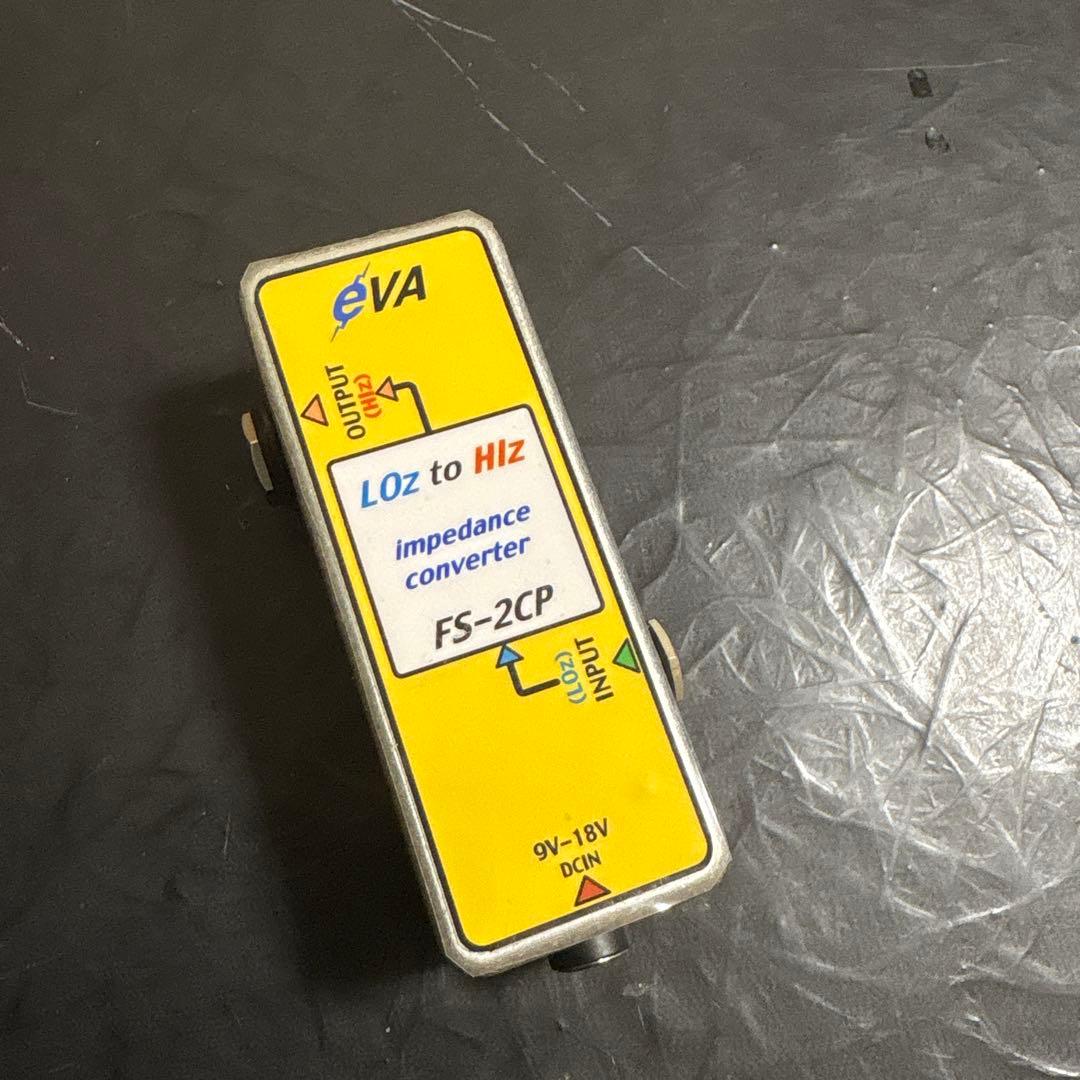 eVA
OUTPUT
(HIz)
LOz to HIz
impedance
converter
FS-2CP
(LOz)
INPUT
9V-18V
DCIN